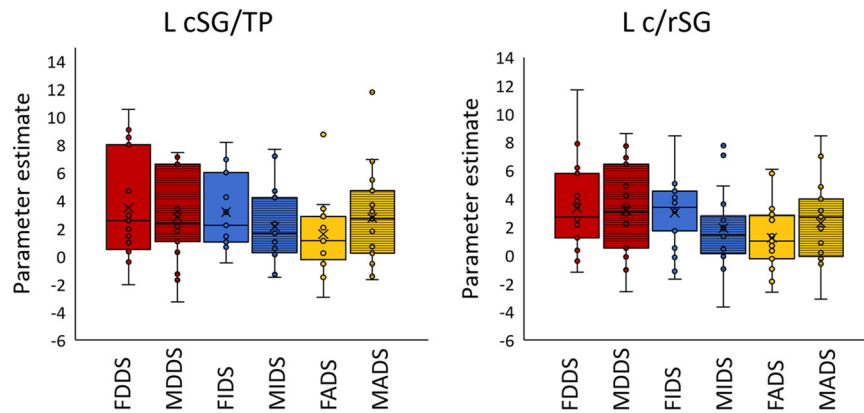 L cSG/TP
Parameter estimate
14
12
10
8
6
4
2
0
-2
-4
-6
FDDS
MDDS
FIDS
MIDS
FADS
MADS
L c/rSG
Parameter estimate
14
12
10
8
6
4
2
0
-2
-4
-6
FDDS
MDDS
FIDS
MIDS
FADS
MADS